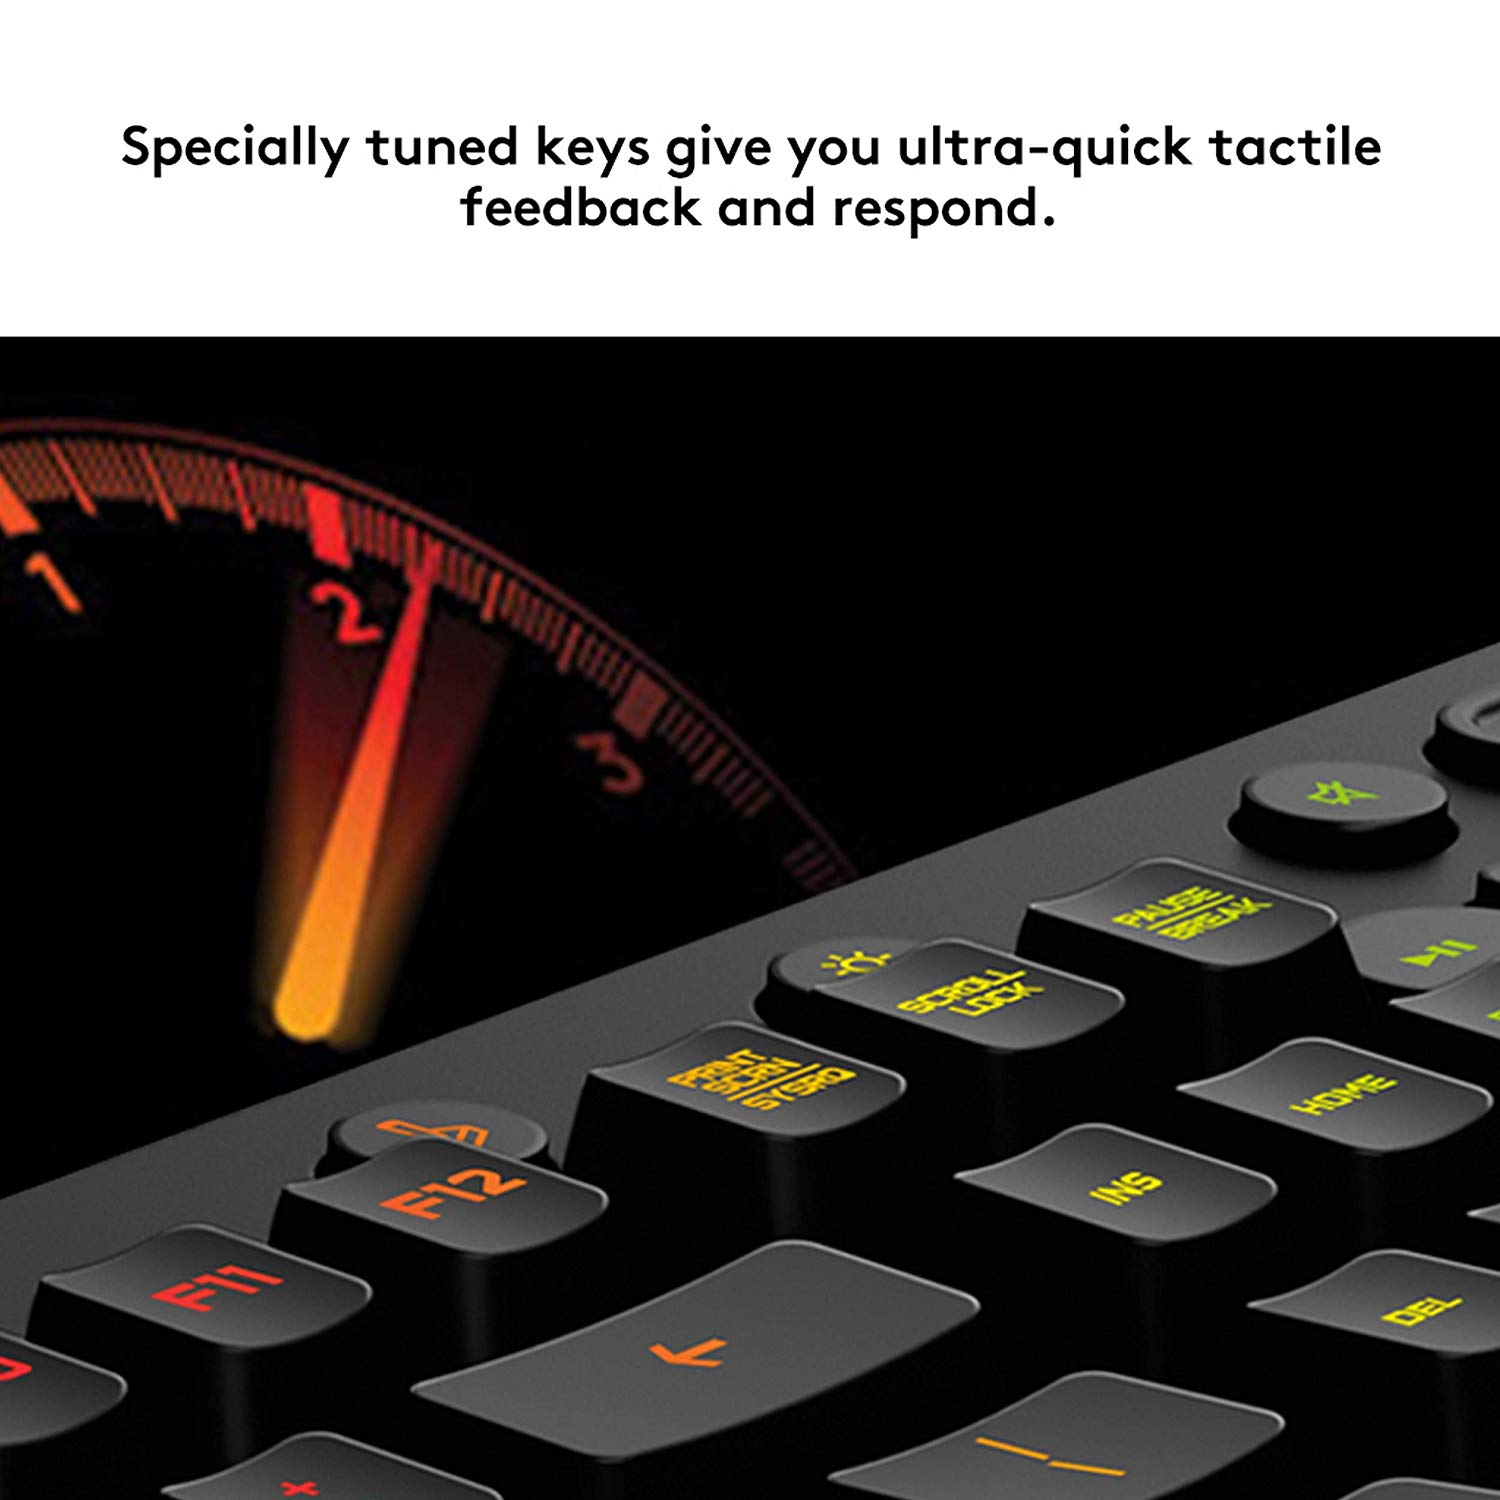 Specially tuned keys give you ultra-quick tactile
feedback and respond.
1
2
3
PAUSE
BREAK
SCROLL
LOCK
PRINT
SCRN
SYSRQ
HOME
F12
INS
F11
DEL
+